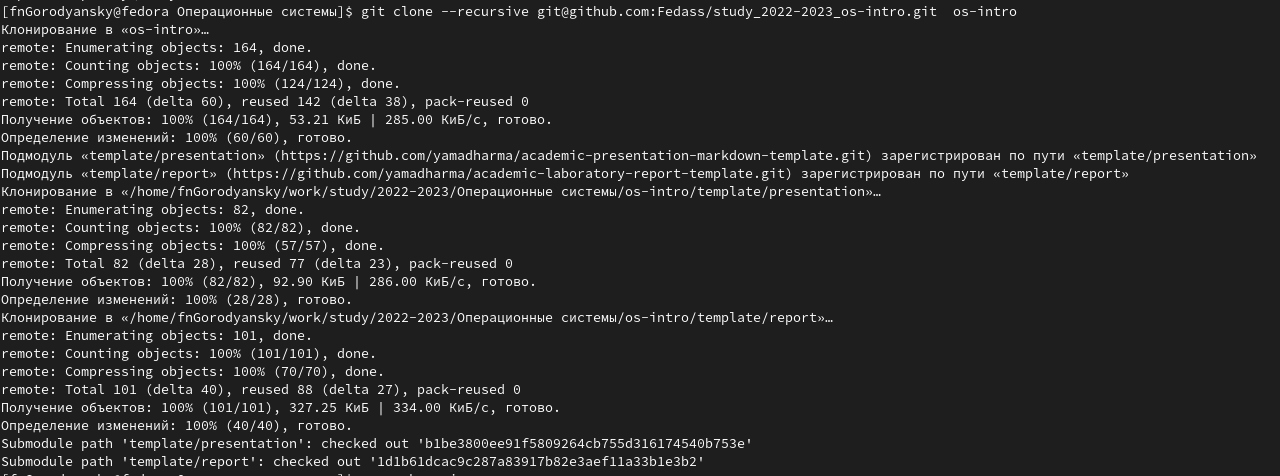 [fnGorodyansky@fedora Операционные системы]$ git clone --recursive git@github.com:Fedass/study_2022-2023_os-intro.git  os-intro
Клонирование в «os-intro»…
remote: Enumerating objects: 164, done.
remote: Counting objects: 100% (164/164), done.
remote: Compressing objects: 100% (124/124), done.
remote: Total 164 (delta 60), reused 142 (delta 38), pack-reused 0
Получение объектов: 100% (164/164), 53.21 КиБ | 285.00 КиБ/с, готово.
Определение изменений: 100% (60/60), готово.
Подмодуль «template/presentation» (https://github.com/yamadharma/academic-presentation-markdown-template.git) зарегистрирован по пути «template/presentation»
Подмодуль «template/report» (https://github.com/yamadharma/academic-laboratory-report-template.git) зарегистрирован по пути «template/report»
Клонирование в «/home/fnGorodyansky/work/study/2022-2023/Операционные системы/os-intro/template/presentation»…
remote: Enumerating objects: 82, done.
remote: Counting objects: 100% (82/82), done.
remote: Compressing objects: 100% (57/57), done.
remote: Total 82 (delta 28), reused 77 (delta 23), pack-reused 0
Получение объектов: 100% (82/82), 92.90 КиБ | 286.00 КиБ/с, готово.
Определение изменений: 100% (28/28), готово.
Клонирование в «/home/fnGorodyansky/work/study/2022-2023/Операционные системы/os-intro/template/report»…
remote: Enumerating objects: 101, done.
remote: Counting objects: 100% (101/101), done.
remote: Compressing objects: 100% (70/70), done.
remote: Total 101 (delta 40), reused 88 (delta 27), pack-reused 0
Получение объектов: 100% (101/101), 327.25 КиБ | 334.00 КиБ/с, готово.
Определение изменений: 100% (40/40), готово.
Submodule path 'template/presentation': checked out 'b1be3800ee91f5809264cb755d316174540b753e'
Submodule path 'template/report': checked out '1d1b61dcac9c287a83917b82e3aef11a33b1e3b2'